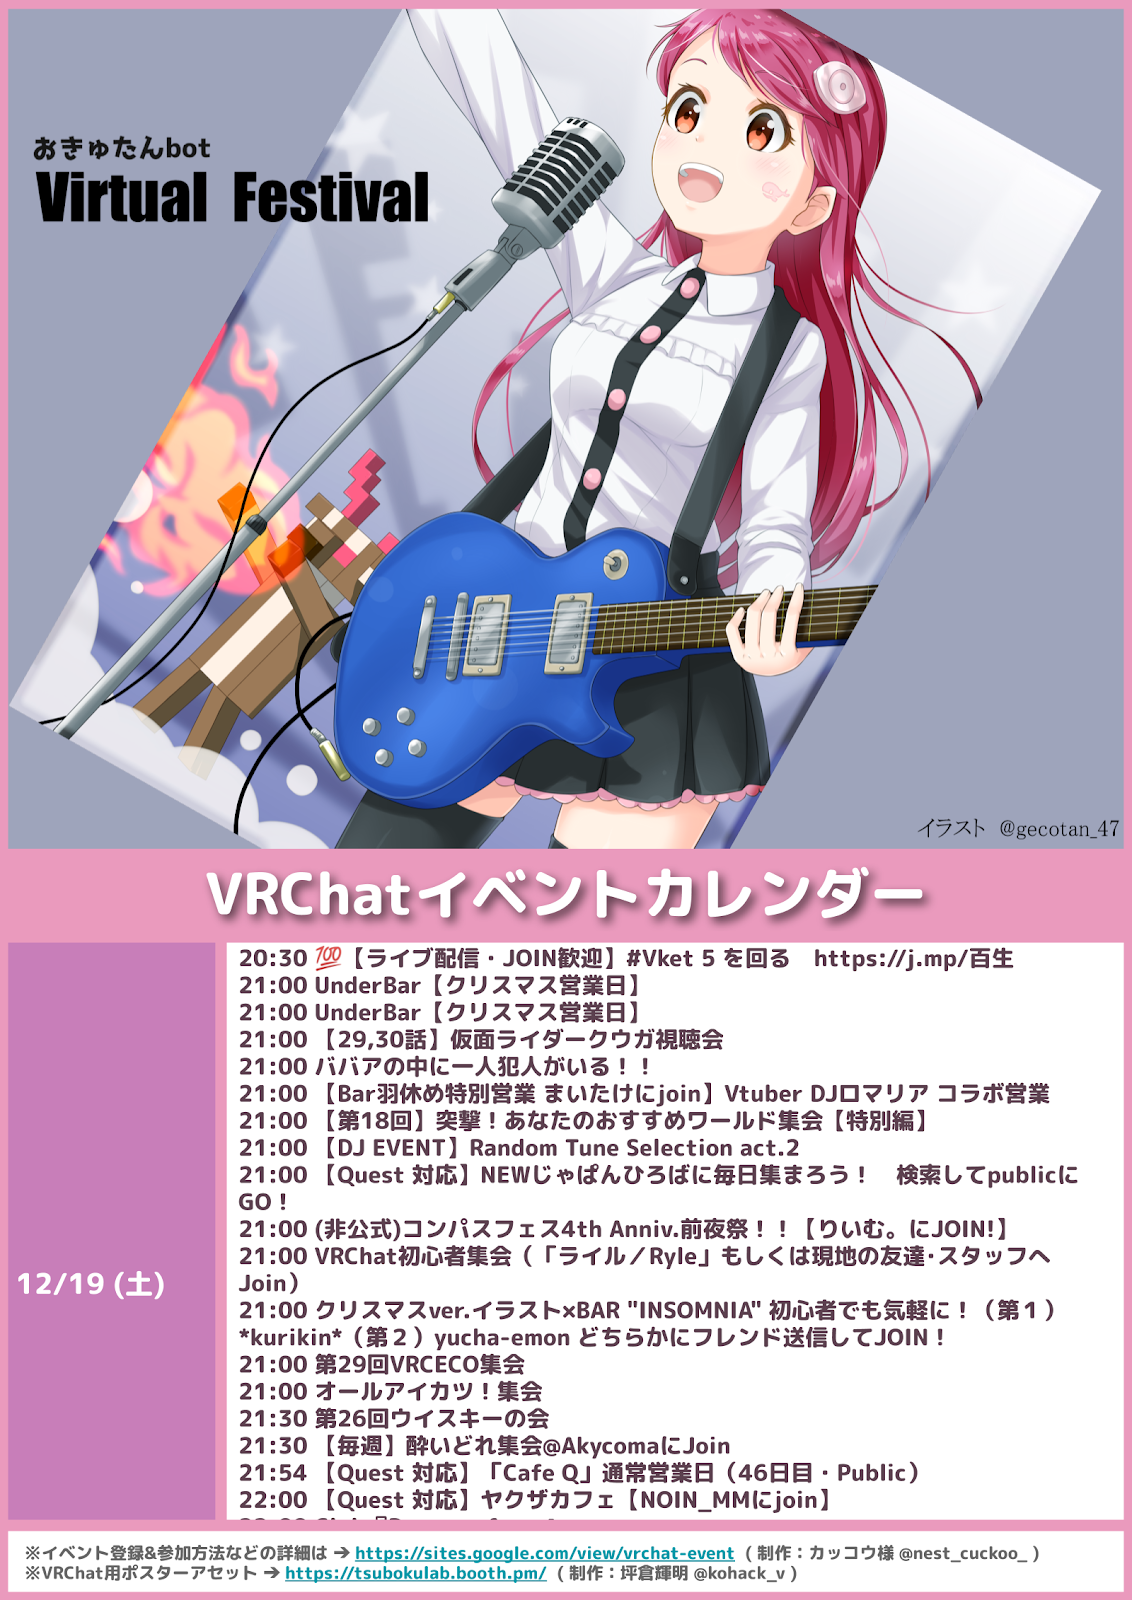 おきゅたんbot
Virtual Festival
イラスト @gecotan_47
VRChatイベントカレンダー
12/19 (土)
20:30 💯【ライブ配信・JOIN歓迎】#Vket 5 を回る　https://j.mp/百生
21:00 UnderBar【クリスマス営業日】
21:00 UnderBar【クリスマス営業日】
21:00 【29,30話】仮面ライダークウガ視聴会
21:00 ババアの中に一人犯人がいる！！
21:00 【Bar羽休め特別営業 まいたけにjoin】Vtuber DJロマリア コラボ営業
21:00 【第18回】突撃！あなたのおすすめワールド集会【特別編】
21:00 【DJ EVENT】Random Tune Selection act.2
21:00 【Quest 対応】NEWじゃぱんひろばに毎日集まろう！　検索してpublicに
GO！
21:00 (非公式)コンパスフェス4th Anniv.前夜祭！！【りいむ。にJOIN!】
21:00 VRChat初心者集会（「ライル／Ryle」もしくは現地の友達･スタッフへ
Join）
21:00 クリスマスver.イラスト×BAR "INSOMNIA" 初心者でも気軽に！（第１）
*kurikin*（第２）yucha-emon どちらかにフレンド送信してJOIN！
21:00 第29回VRCECO集会
21:00 オールアイカツ！集会
21:30 第26回ウイスキーの会
21:30 【毎週】酔いどれ集会@AkycomaにJoin
21:54 【Quest 対応】「Cafe Q」通常営業日（46日目・Public）
22:00 【Quest 対応】ヤクザカフェ【NOIN_MMにjoin】
※イベント登録&参加方法などの詳細は ➔ https://sites.google.com/view/vrchat-event ( 制作：カッコウ様 @nest_cuckoo_ )
※VRChat用ポスターアセット ➔ https://tsubokulab.booth.pm/ ( 制作：坪倉輝明 @kohack_v )